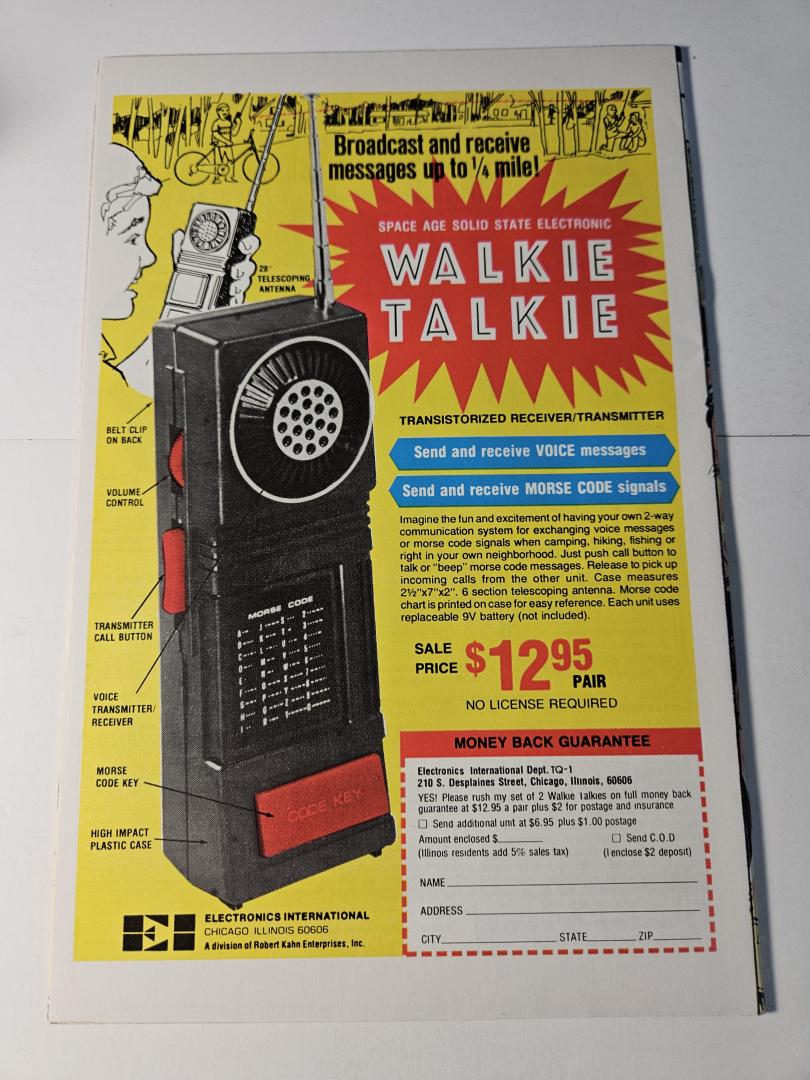 Broadcast and receive
messages up to 1/4 mile!
SPACE AGE SOLID STATE ELECTRONIC
WALKIE
TALKIE
28"
TELESCOPING
ANTENNA
BELT CLIP
ON BACK
VOLUME
CONTROL
TRANSMITTER
CALL BUTTON
VOICE
TRANSMITTER/
RECEIVER
MORSE
CODE KEY
HIGH IMPACT
PLASTIC CASE
MORSE CODE
CODE KEY
TRANSISTORIZED RECEIVER/TRANSMITTER
Send and receive VOICE messages
Send and receive MORSE CODE signals
Imagine the fun and excitement of having your own 2-way
communication system for exchanging voice messages
or morse code signals when camping, hiking, fishing or
right in your own neighborhood. Just push call button to
talk or "beep" morse code messages. Release to pick up
incoming calls from the other unit. Case measures
2½"x7"x2". 6 section telescoping antenna. Morse code
chart is printed on case for easy reference. Each unit uses
replaceable 9V battery (not included).
SALE
PRICE $12.95
PAIR
NO LICENSE REQUIRED
MONEY BACK GUARANTEE
Electronics International Dept. TQ-1
210 S. Desplaines Street, Chicago, Illinois, 60606
YES! Please rush my set of 2 Walkie Talkies on full money back
guarantee at $12.95 a pair plus $2 for postage and insurance
☐ Send additional unit at $6.95 plus $1.00 postage
Amount enclosed $________ ☐ Send C.O.D
(Illinois residents add 5% sales tax) (I enclose $2 deposit)
NAME
ADDRESS
CITY STATE ZIP
ELECTRONICS INTERNATIONAL
CHICAGO ILLINOIS 60606
A division of Robert Kahn Enterprises, Inc.